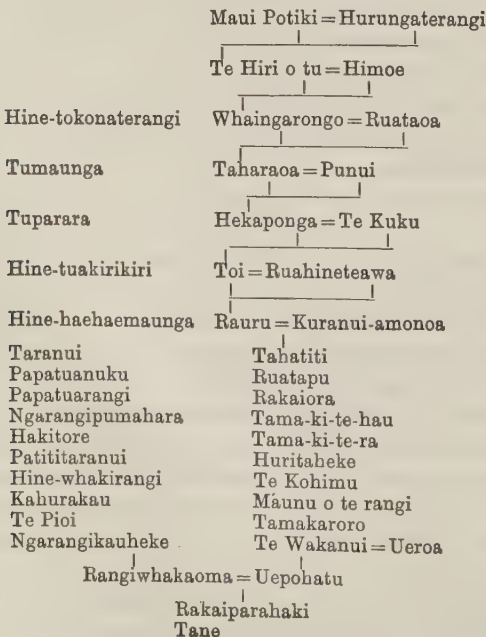 Maui Potiki = Hurungaterangi
Te Hiri o tu = Himoe
Hine-tokonaterangi Whaingarongo = Ruataoa
Tumaunga Taharaoa = Punui
Tuparara Hekaponga = Te Kuku
Hine-tuakirikiri Toi = Ruahineteawa
Hine-haehaemaunga Rauru = Kuranui-amonoa
Taranui Tahatiti
Papatuanuku Ruatapu
Papatuarangi Rakaiora
Ngarangipumahara Tama-ki-te-hau
Hakitore Tama-ki-te-ra
Patititaranui Huritaheke
Hine-whakirangi Te Kohimu
Kahurakau Máunu o te rangi
Te Pioi Tamakaroro
Ngarangikauheke Te Wakanui = Ueroa
Rangiwhakaoma = Uepohatu
Rakaiparahaki
Tane